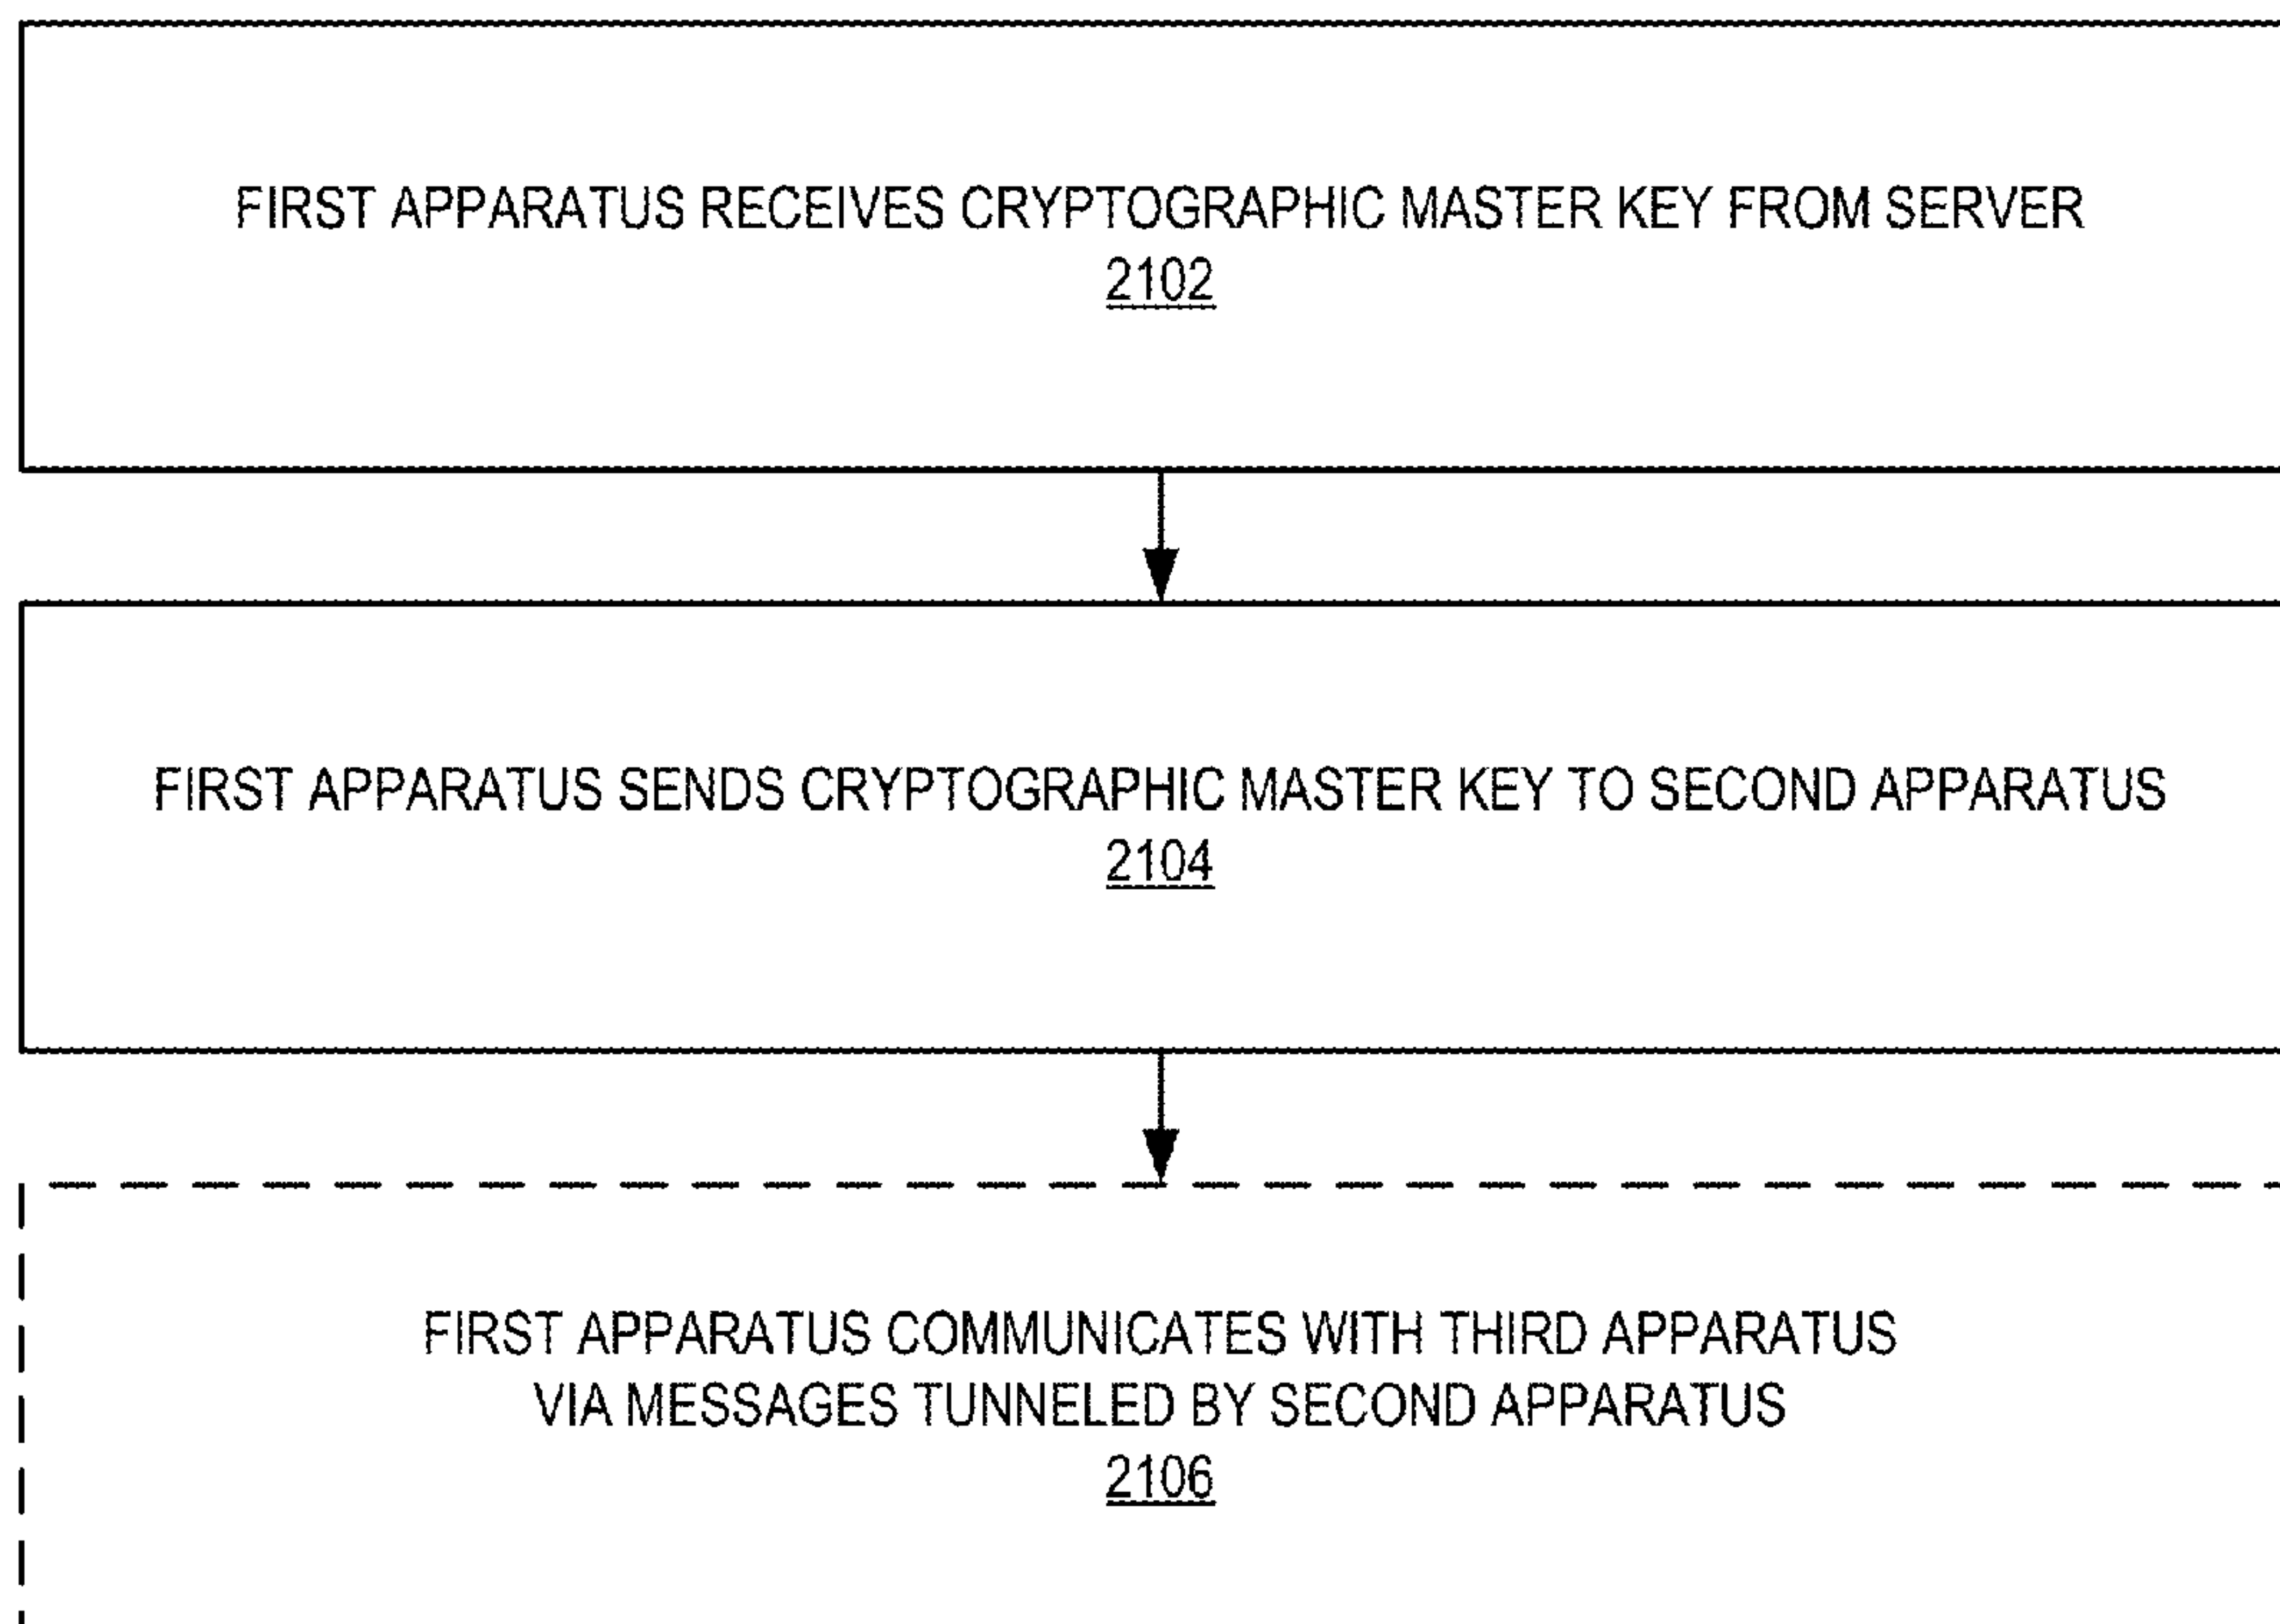 FIRST APPARATUS RECEIVES CRYPTOGRAPHIC MASTER KEY FROM SERVER
2102
FIRST APPARATUS SENDS CRYPTOGRAPHIC MASTER KEY TO SECOND APPARATUS
2104
FIRST APPARATUS COMMUNICATES WITH THIRD APPARATUS
VIA MESSAGES TUNNELED BY SECOND APPARATUS
2106